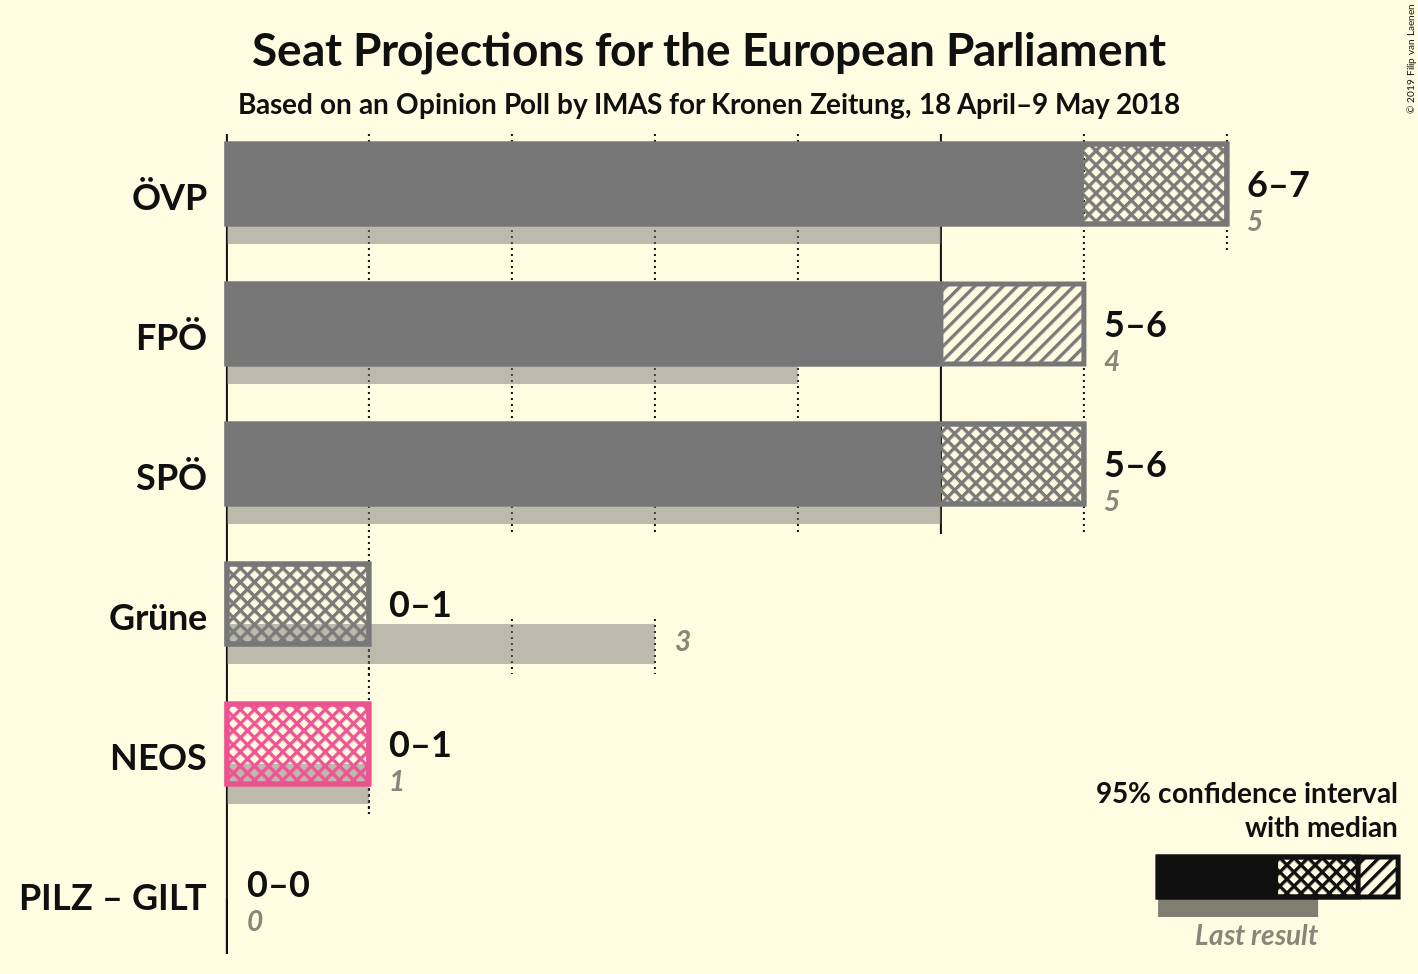 Seat Projections for the European Parliament
Based on an Opinion Poll by IMAS for Kronen Zeitung, 18 April–9 May 2018
© 2019 Filip van Laenen
ÖVP
6–7
5
FPÖ
5–6
4
SPÖ
5–6
5
Grüne
0–1
3
NEOS
0–1
1
PILZ – GILT
0–0
0
95% confidence interval
with median
Last result